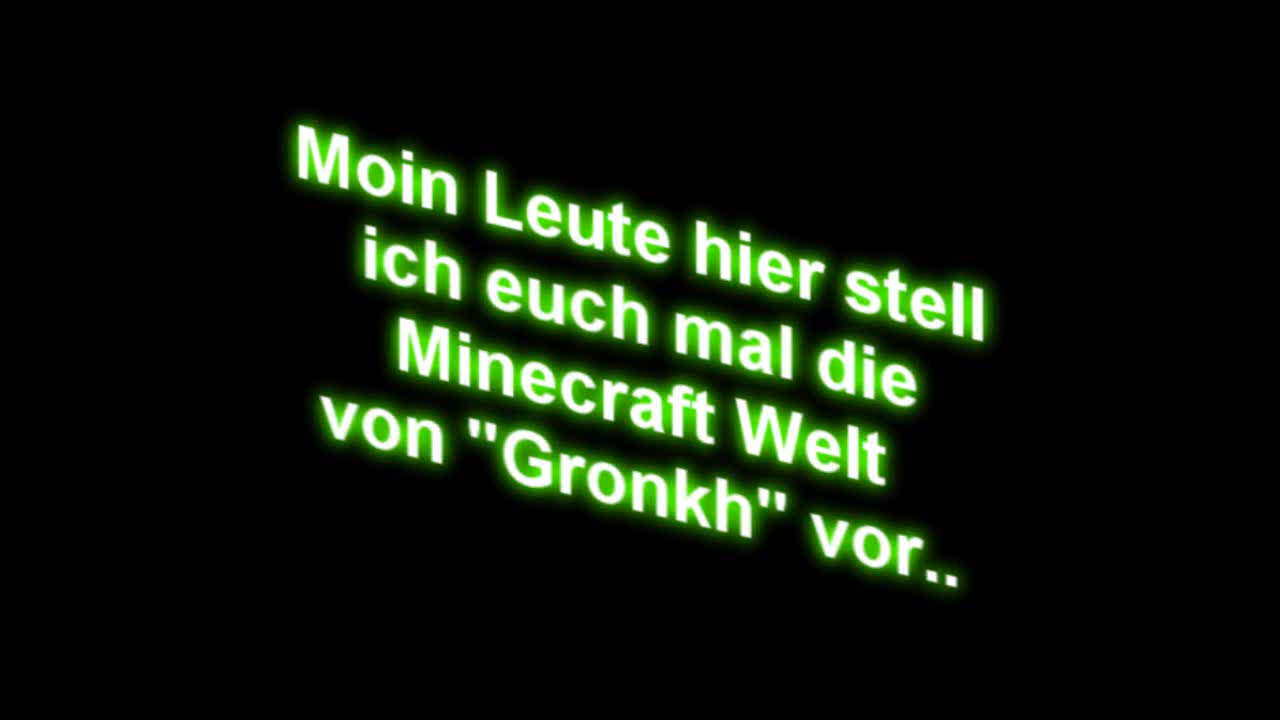 Moin Leute hier stell
ich euch mal die
Minecraft Welt
von "Gronkh" vor..